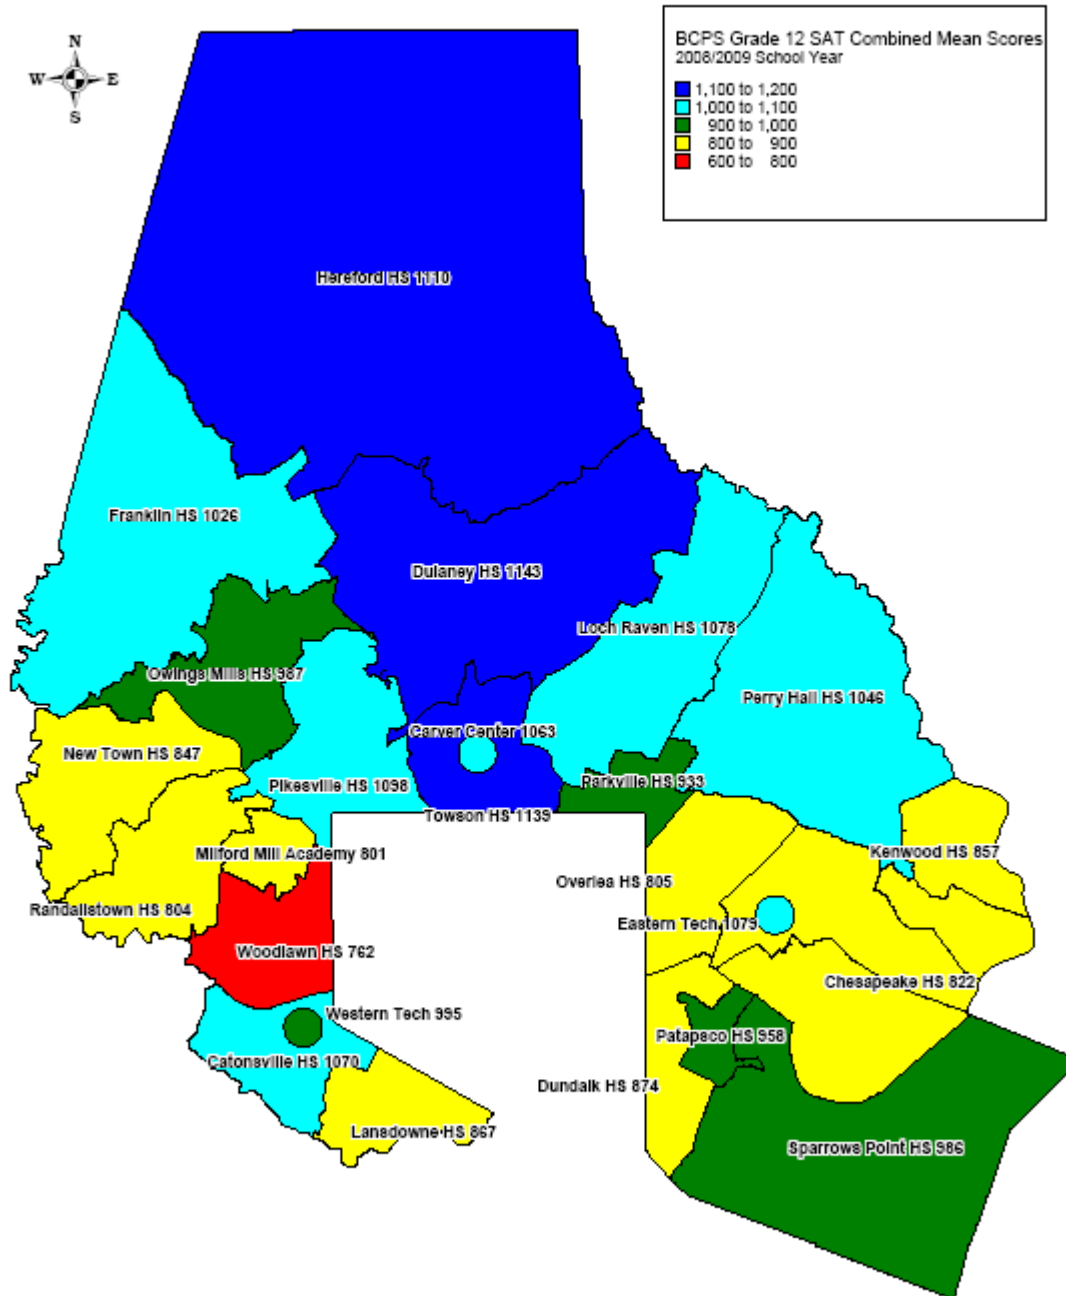 N
W E
S
BCPS Grade 12 SAT Combined Mean Scores
2008/2009 School Year
1,100 to 1,200
1,000 to 1,100
900 to 1,000
800 to 900
600 to 800
Hereford HS 1110
Franklin HS 1026
Dulaney HS 1143
Loch Raven HS 1078
Owings Mills HS 987
Perry Hall HS 1046
Carver Center 1063
New Town HS 847
Pikesville HS 1098
Parkville HS 933
Towson HS 1139
Milford Mill Academy 801
Kenwood HS 857
Overlea HS 805
Randallstown HS 804
Eastern Tech 1079
Woodlawn HS 762
Chesapeake HS 822
Western Tech 995
Patapsco HS 958
Catonsville HS 1070
Dundalk HS 874
Lansdowne HS 867
Sparrows Point HS 986